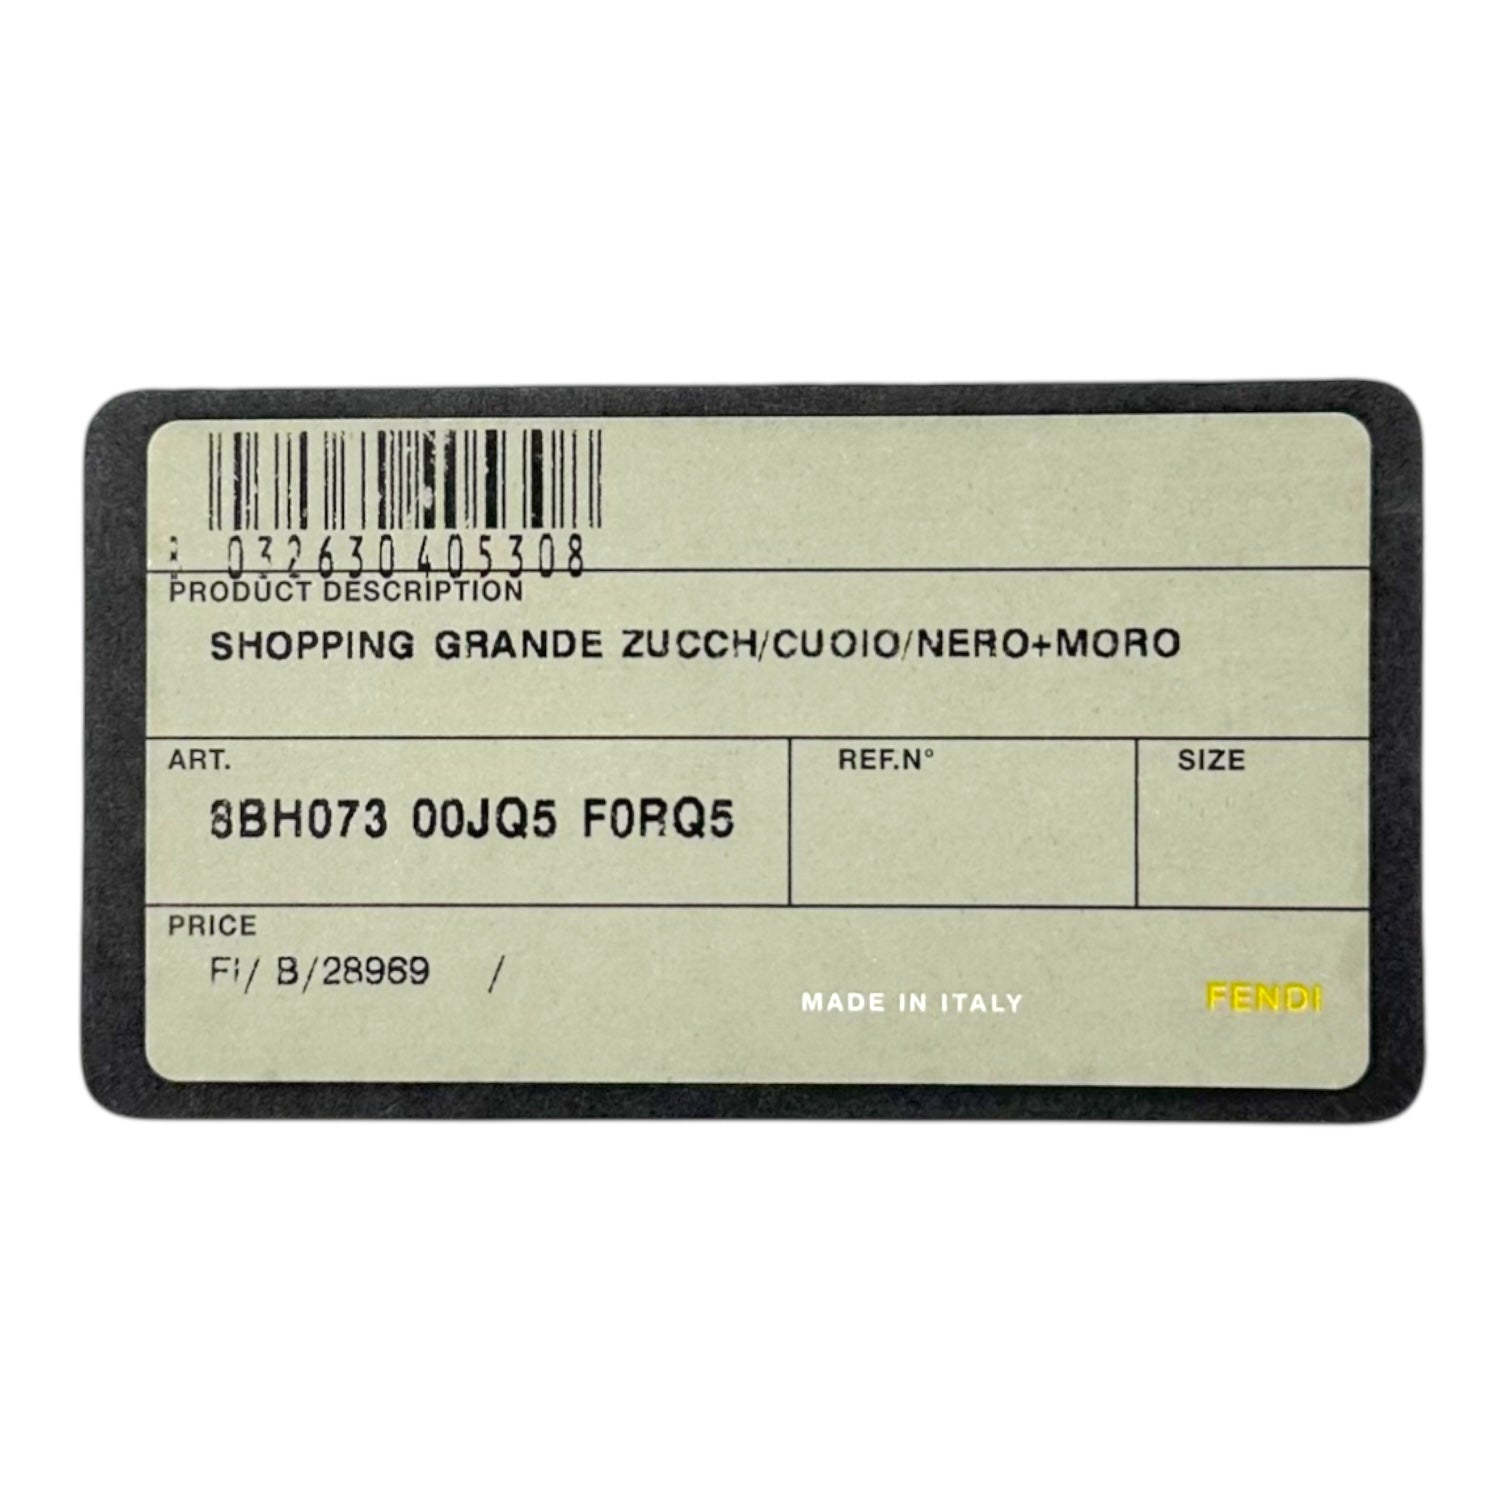 032630405308
PRODUCT DESCRIPTION
SHOPPING GRANDE ZUCCH/CUOIO/NERO+MORO
ART.
8BH073 00JQ5 F0RQ5
REF.N°
SIZE
PRICE
FI/ B/28969 /
MADE IN ITALY
FENDI